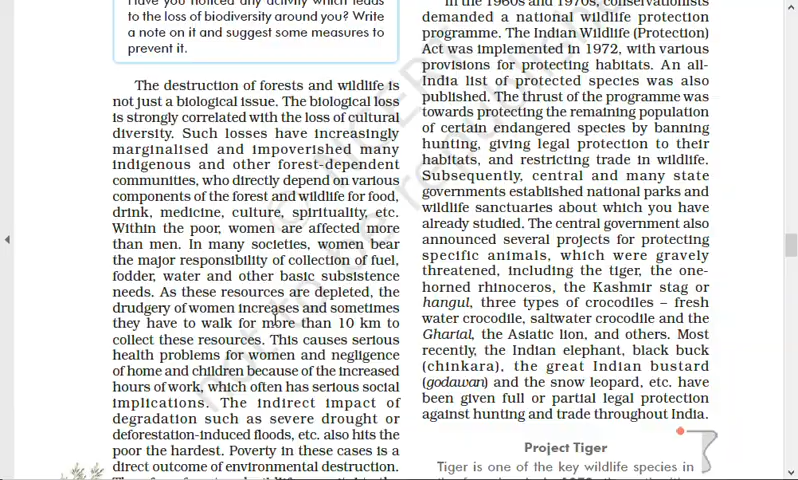 Have you noticed any activity which leads
to the loss of biodiversity around you? Write
a note on it and suggest some measures to
prevent it.
The destruction of forests and wildlife is
not just a biological issue. The biological loss
is strongly correlated with the loss of cultural
diversity. Such losses have increasingly
marginalised and impoverished many
indigenous and other forest-dependent
communities, who directly depend on various
components of the forest and wildlife for food,
drink, medicine, culture, spirituality, etc.
Within the poor, women are affected more
than men. In many societies, women bear
the major responsibility of collection of fuel,
fodder, water and other basic subsistence
needs. As these resources are depleted, the
drudgery of women increases and sometimes
they have to walk for more than 10 km to
collect these resources. This causes serious
health problems for women and negligence
of home and children because of the increased
hours of work, which often has serious social
implications. The indirect impact of
degradation such as severe drought or
deforestation-induced floods, etc. also hits the
poor the hardest. Poverty in these cases is a
direct outcome of environmental destruction.
In the 1960s and 1970s, conservationists
demanded a national wildlife protection
programme. The Indian Wildlife (Protection)
Act was implemented in 1972, with various
provisions for protecting habitats. An all-
India list of protected species was also
published. The thrust of the programme was
towards protecting the remaining population
of certain endangered species by banning
hunting, giving legal protection to their
habitats, and restricting trade in wildlife.
Subsequently, central and many state
governments established national parks and
wildlife sanctuaries about which you have
already studied. The central government also
announced several projects for protecting
specific animals, which were gravely
threatened, including the tiger, the one-
horned rhinoceros, the Kashmir stag or
hangul, three types of crocodiles – fresh
water crocodile, saltwater crocodile and the
Ghartal, the Asiatic lion, and others. Most
recently, the Indian elephant, black buck
(chinkara), the great Indian bustard
(godawan) and the snow leopard, etc. have
been given full or partial legal protection
against hunting and trade throughout India.
Project Tiger
Tiger is one of the key wildlife species in